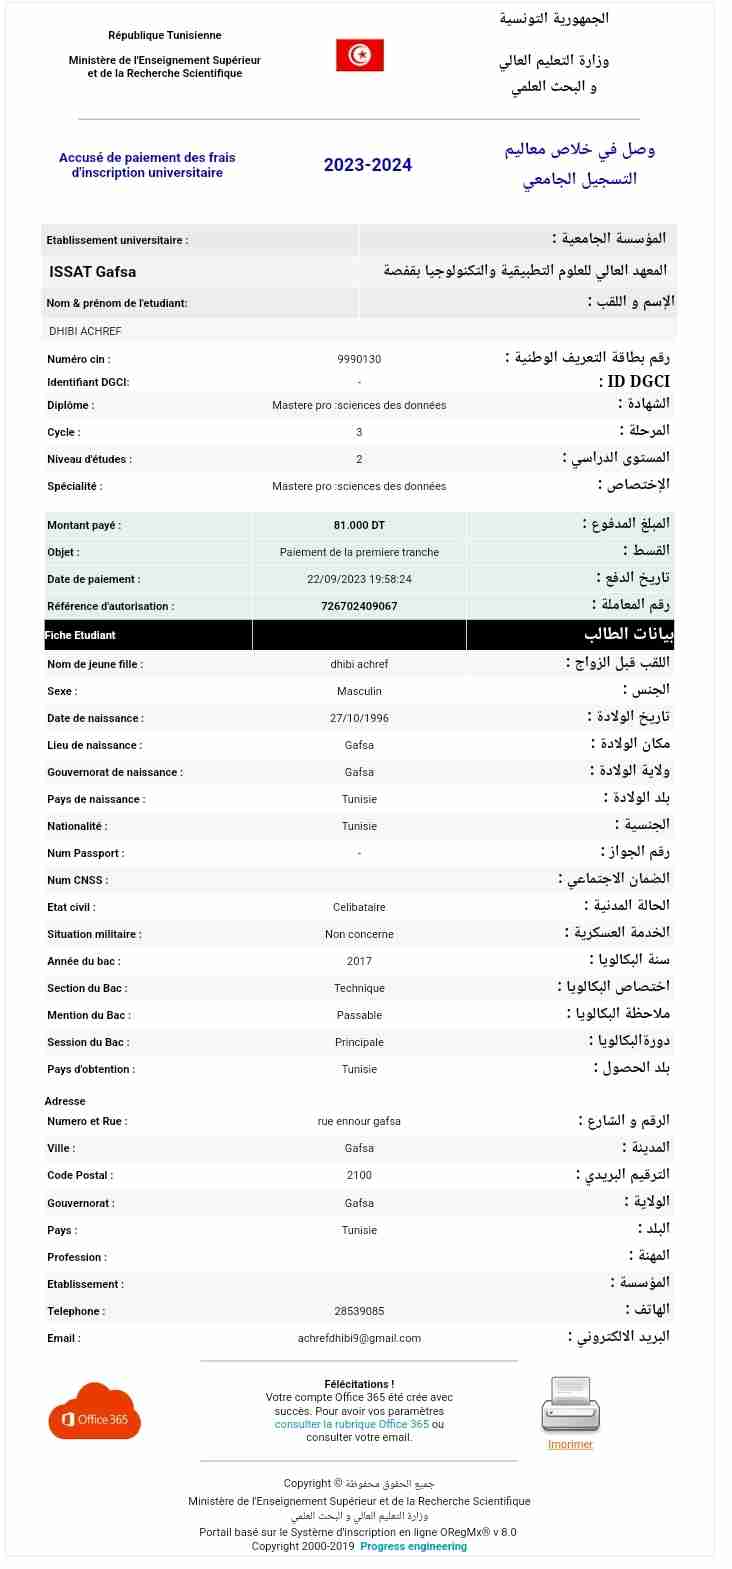 République Tunisienne
Ministère de l'Enseignement Supérieur
et de la Recherche Scientifique
الجمهورية التونسية
وزارة التعليم العالي
و البحث العلمي
Accusé de paiement des frais
d'inscription universitaire
2023-2024
وصل في خلاص معاليم
التسجيل الجامعي
Etablissement universitaire : المؤسسة الجامعية :
ISSAT Gafsa المعهد العالي للعلوم التطبيقية والتكنولوجيا بقفصة
Nom & prénom de l'etudiant: الإسم و اللقب :
DHIBI ACHREF
Numéro cin : 9990130 رقم بطاقة التعريف الوطنية :
Identifiant DGCI: - ID DGCI :
Diplôme : Mastere pro :sciences des données الشهادة :
Cycle : 3 المرحلة :
Niveau d'études : 2 المستوى الدراسي :
Spécialité : Mastere pro :sciences des données الإختصاص :
Montant payé : 81.000 DT المبلغ المدفوع :
Objet : Paiement de la premiere tranche القسط :
Date de paiement : 22/09/2023 19:58:24 تاريخ الدفع :
Référence d'autorisation : 726702409067 رقم المعاملة :
Fiche Etudiant بيانات الطالب
Nom de jeune fille : dhibi achref اللقب قبل الزواج :
Sexe : Masculin الجنس :
Date de naissance : 27/10/1996 تاريخ الولادة :
Lieu de naissance : Gafsa مكان الولادة :
Gouvernorat de naissance : Gafsa ولاية الولادة :
Pays de naissance : Tunisie بلد الولادة :
Nationalité : Tunisie الجنسية :
Num Passport : - رقم الجواز :
Num CNSS : الضمان الاجتماعي :
Etat civil : Celibataire الحالة المدنية :
Situation militaire : Non concerne الخدمة العسكرية :
Année du bac : 2017 سنة البكالويا :
Section du Bac : Technique اختصاص البكالويا :
Mention du Bac : Passable ملاحظة البكالويا :
Session du Bac : Principale دورةالبكالويا :
Pays d'obtention : Tunisie بلد الحصول :
Adresse
Numero et Rue : rue ennour gafsa الرقم و الشارع :
Ville : Gafsa المدينة :
Code Postal : 2100 الترقيم البريدي :
Gouvernorat : Gafsa الولاية :
Pays : Tunisie البلد :
Profession : المهنة :
Etablissement : المؤسسة :
Telephone : 28539085 الهاتف :
Email : achrefdhibi9@gmail.com البريد الالكتروني :
Office 365
Félécitations !
Votre compte Office 365 été crée avec
succès. Pour avoir vos paramètres
consulter la rubrique Office 365 ou
consulter votre email.
Imprimer
Copyright © جميع الحقوق محفوظة
Ministère de l'Enseignement Supérieur et de la Recherche Scientifique
وزارة التعليم العالي و البحث العلمي
Portail basé sur le Système d'inscription en ligne ORegMx® v 8.0
Copyright 2000-2019 Progress engineering